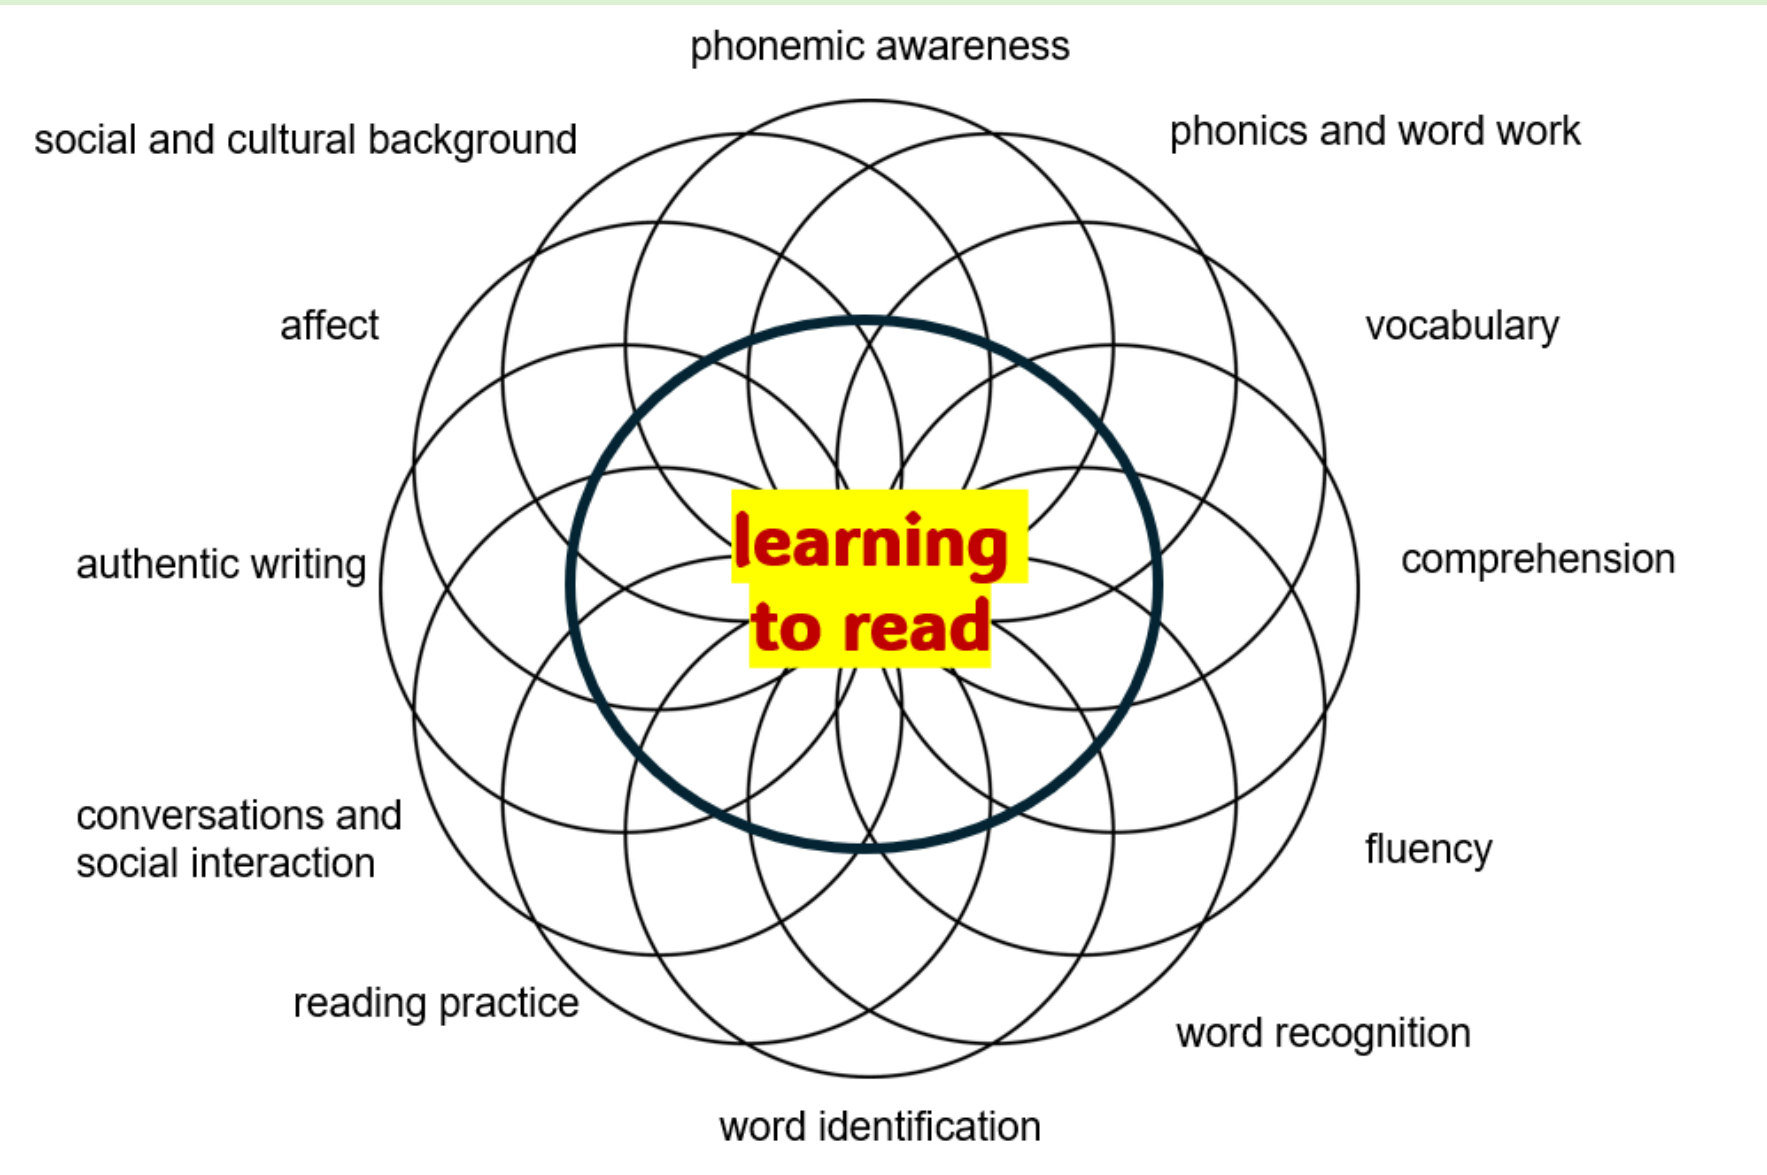 phonemic awareness
social and cultural background
phonics and word work
affect
vocabulary
learning
to read
authentic writing
comprehension
conversations and
social interaction
fluency
reading practice
word recognition
word identification